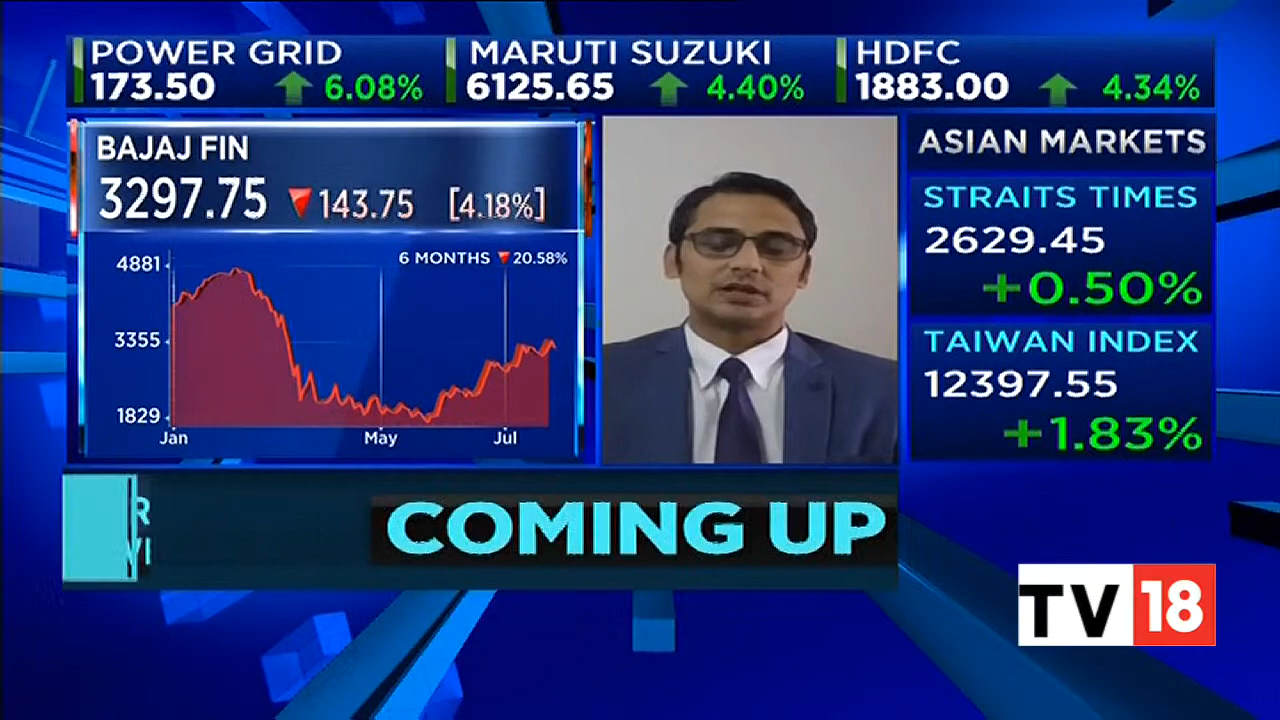 POWER GRID
173.50 6.08%
MARUTI SUZUKI
6125.65 4.40%
HDFC
1883.00 4.34%
BAJAJ FIN
3297.75 143.75 [4.18%]
6 MONTHS 20.58%
4881
3355
1829
Jan May Jul
ASIAN MARKETS
STRAITS TIMES
2629.45
+0.50%
TAIWAN INDEX
12397.55
+1.83%
COMING UP
TV18